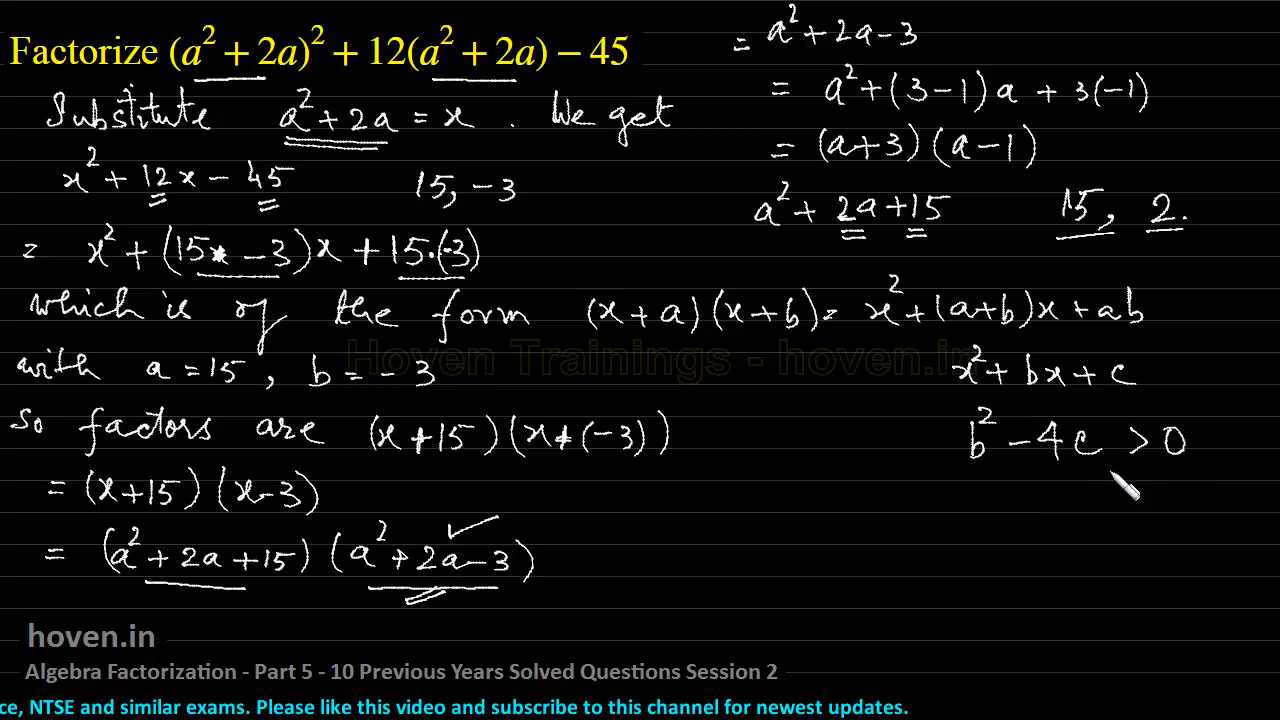 Factorize (a² + 2a)² + 12(a² + 2a) − 45
Substitute a² + 2a = x . We get
x² + 12x − 45 15, −3
= x² + (15 − 3)x + 15·(−3)
which is of the form (x + a)(x + b) = x² + (a+b)x + ab
with a = 15 , b = − 3
So factors are (x + 15)(x + (−3))
= (x + 15)(x − 3)
= (a² + 2a + 15)(a² + 2a − 3)
= a² + 2a − 3
= a² + (3 − 1)a + 3(−1)
= (a + 3)(a − 1)
a² + 2a + 15 15, 2.
x² + bx + c
b² − 4c > 0
Hoven Trainings - hoven.in
hoven.in
Algebra Factorization - Part 5 - 10 Previous Years Solved Questions Session 2
ce, NTSE and similar exams. Please like this video and subscribe to this channel for newest updates.